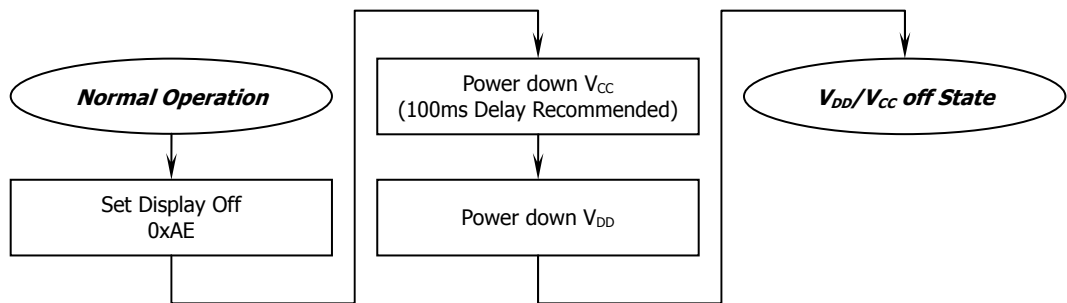 Normal Operation
Set Display Off
0xAE
Power down VCC
(100ms Delay Recommended)
Power down VDD
VDD/VCC off State